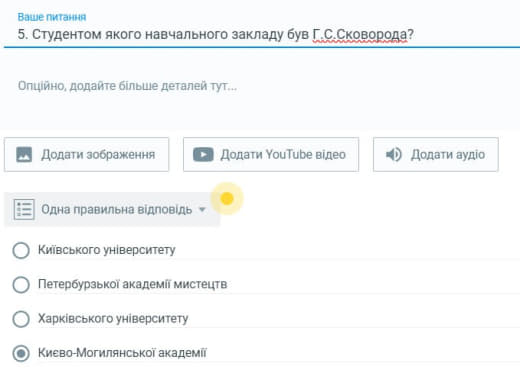 Ваше питання
5. Студентом якого навчального закладу був Г.С.Сковорода?
Опційно, додайте більше деталей тут...
Додати зображення
Додати YouTube відео
Додати аудіо
Одна правильна відповідь
Київського університету
Петербурзької академії мистецтв
Харківського університету
Києво-Могилянської академії